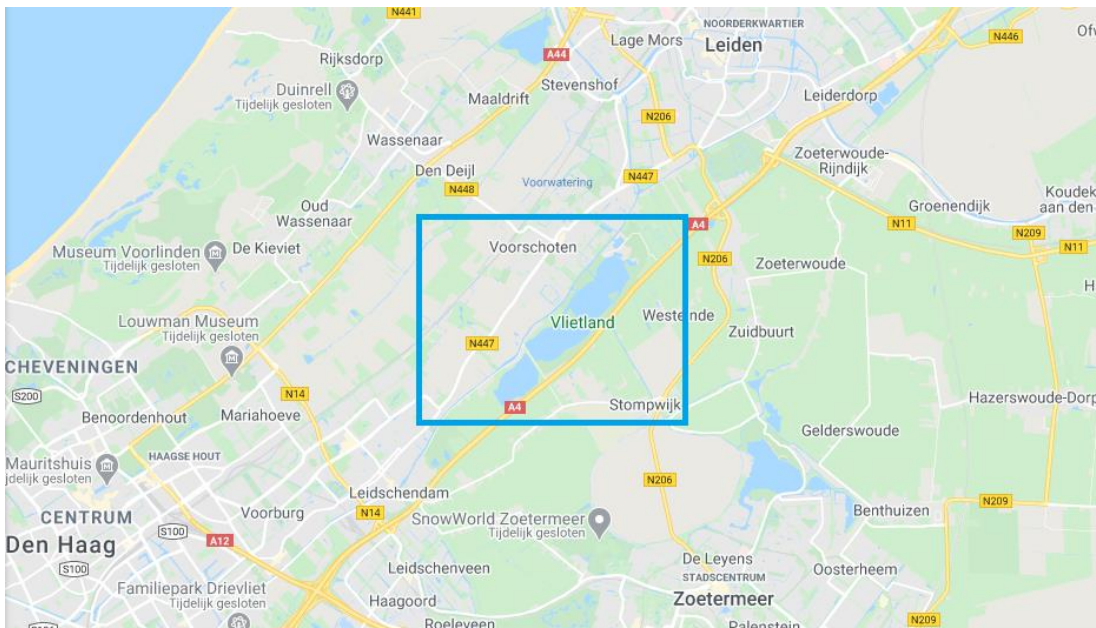 N441
NOORDERKWARTIER
Lage Mors
Leiden
N446
Rijksdorp
A44
Duinrell
Tijdelijk gesloten
Stevenshof
Maaldrift
Leiderdorp
N206
Wassenaar
Zoeterwoude-
Rijndijk
Den Deijl
N447
Voorwatering
N448
Koudek
aan den-
Oud
Wassenaar
Groenendijk
N11
N209
N11
A4
Museum Voorlinden
Tijdelijk gesloten
De Kieviet
Voorschoten
N206
Zoeterwoude
H
Louwman Museum
Tijdelijk gesloten
Vlietland
Zuidbuurt
N447
CHEVENINGEN
S200
N14
Benoordenhout
Mariahoeve
A4
Stompwijk
Hazerswoude-Dorp
Gelderswoude
Mauritshuis
jdelijk gesloten
HAAGSE HOUT
N206
Leidschendam
N209
CENTRUM
Den Haag
S100
Voorburg
N14
SnowWorld Zoetermeer
Tijdelijk gesloten
Benthuizen
A12
S100
Leidschenveen
De Leyens
STADSCENTRUM
Oosterheem
Familiepark Drievliet
Tijdelijk gesloten
Haagoord
Zoetermeer
N209
Roeleveen
Palenstein